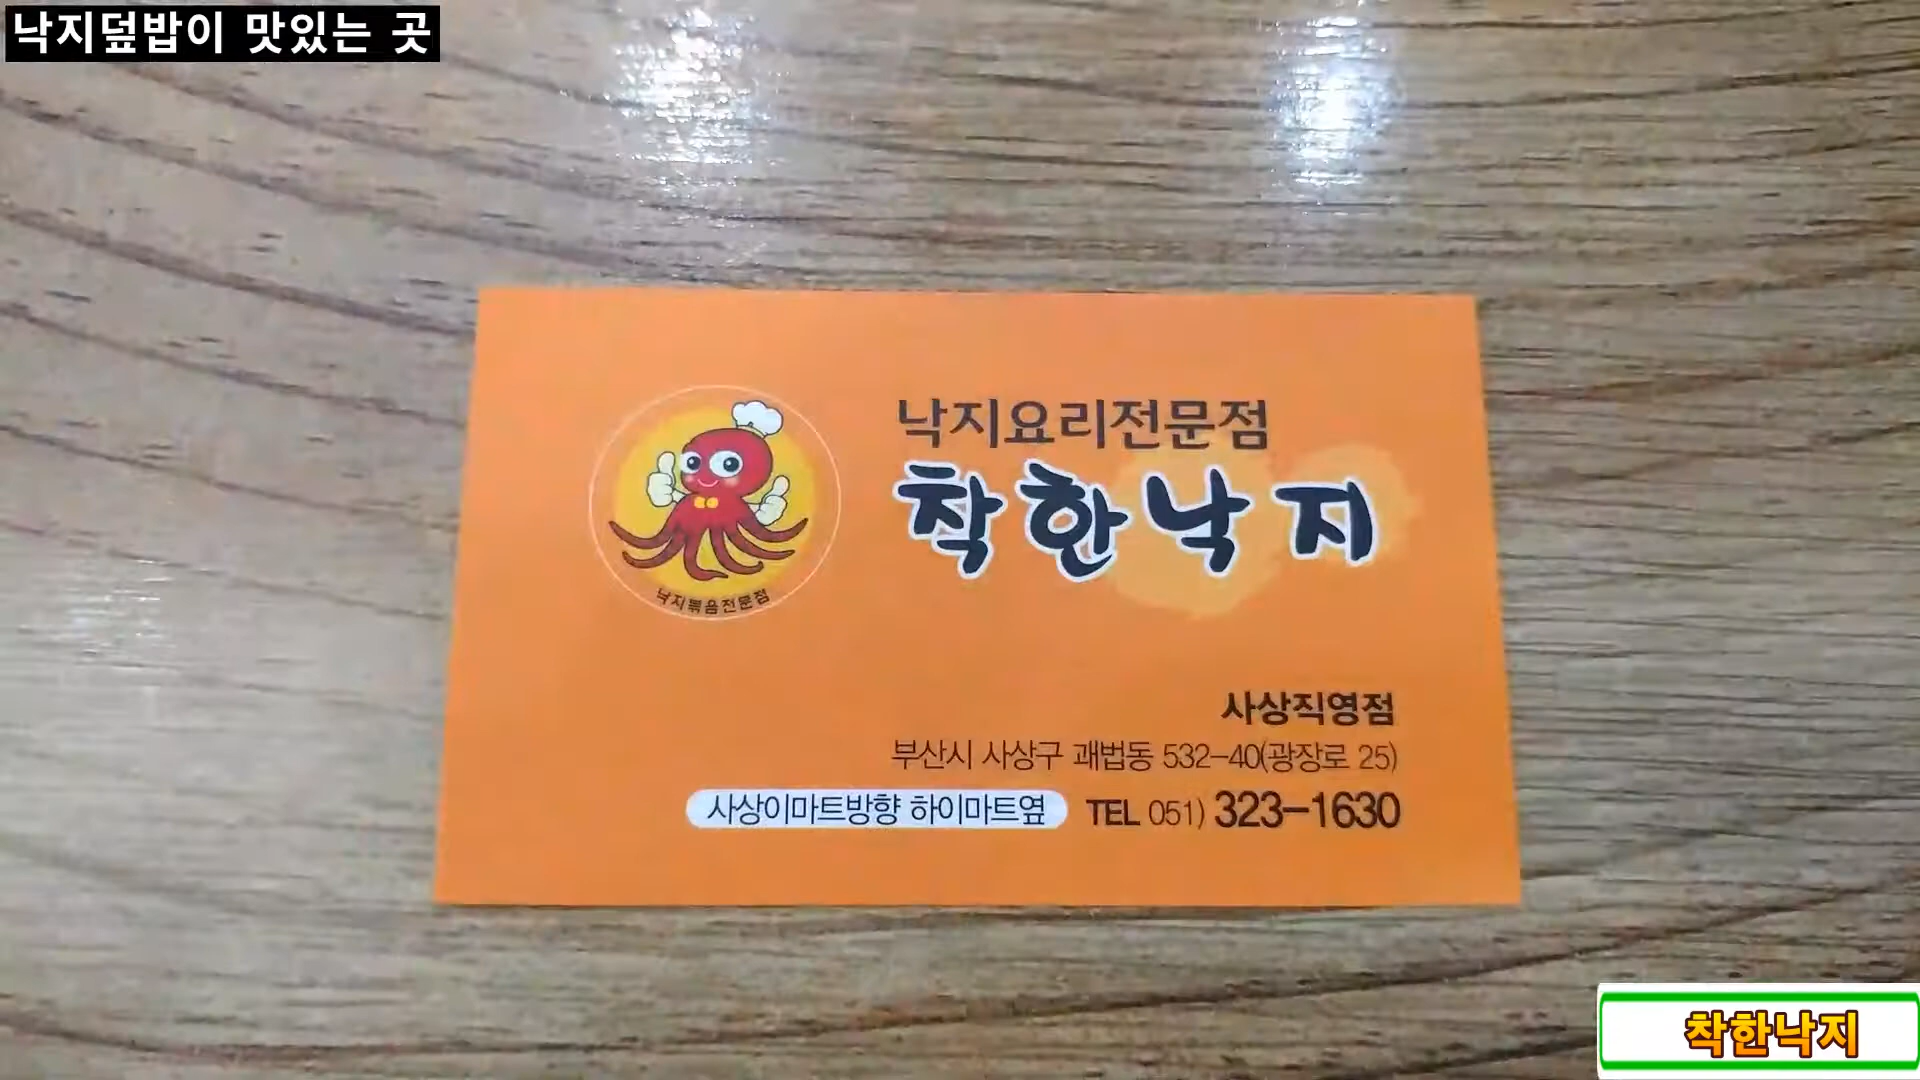 낙지덮밥이 맛있는 곳
낙지요리전문점
착한낙지
낙지볶음전문점
사상직영점
부산시 사상구 괘법동 532-40(광장로 25)
사상이마트방향 하이마트옆 TEL 051) 323-1630
착한낙지